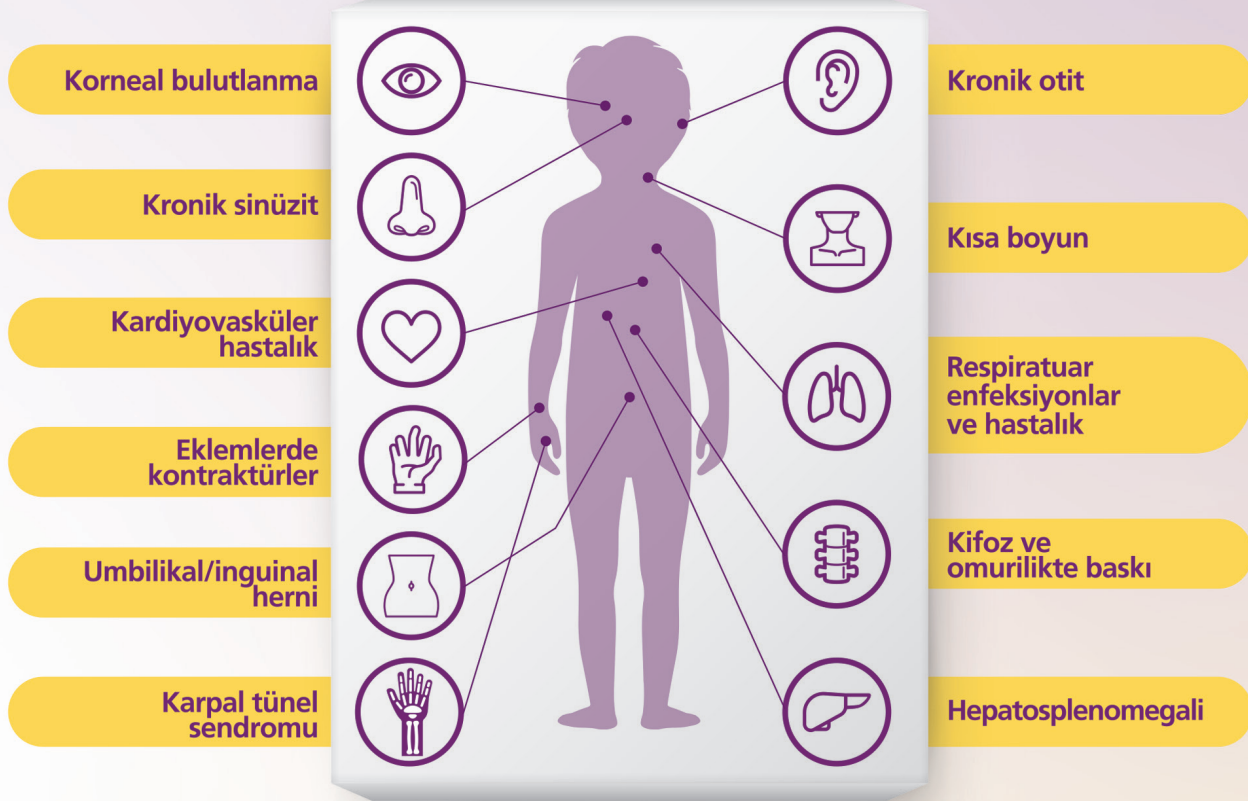 Korneal bulutlanma
Kronik sinüzit
Kardiyovasküler
hastalık
Eklemlerde
kontraktürler
Umbilikal/inguinal
herni
Karpal tünel
sendromu
Kronik otit
Kısa boyun
Respiratuar
enfeksiyonlar
ve hastalık
Kifoz ve
omurilikte baskı
Hepatosplenomegali